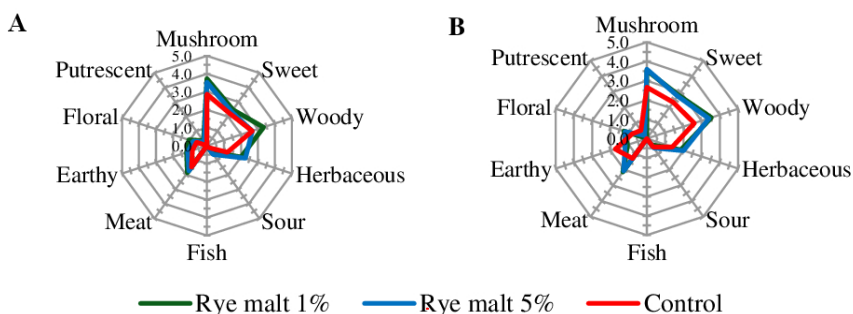 A
Mushroom
5.0
4.0
3.0
2.0
1.0
0.0
Sweet
Woody
Herbaceous
Sour
Fish
Meat
Earthy
Floral
Putrescent
B
Mushroom
5.0
4.0
3.0
2.0
1.0
0.0
Sweet
Woody
Herbaceous
Sour
Fish
Meat
Earthy
Floral
Putrescent
Rye malt 1% Rye malt 5% Control